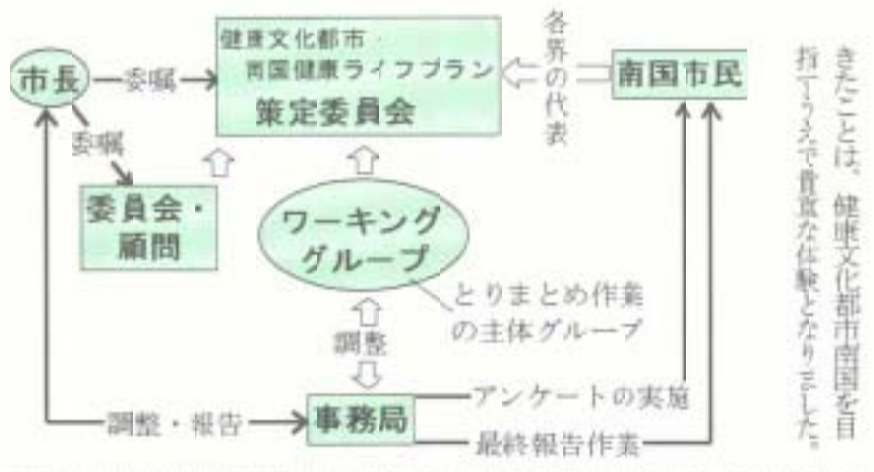 健康文化都市
南国健康ライフプラン
策定委員会
各界の代表
南国市民
市長
委嘱
委嘱
委員会・
顧問
ワーキング
グループ
とりまとめ作業
の主体グループ
調整
事務局
調整・報告
アンケートの実施
最終報告作業
きたことは、健康文化都市南国を目
指すうえで貴重な体験となりました。